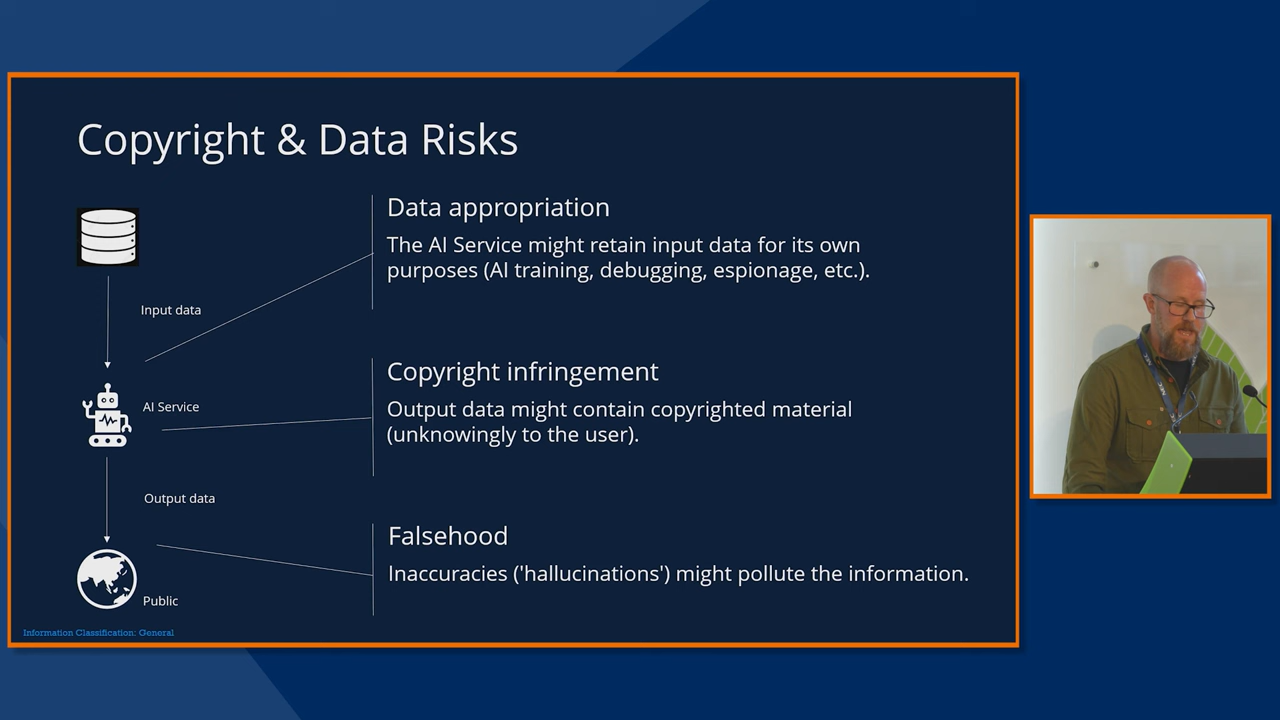 Copyright & Data Risks
Data appropriation
The AI Service might retain input data for its own
purposes (AI training, debugging, espionage, etc.).
Input data
Copyright infringement
AI Service
Output data might contain copyrighted material
(unknowingly to the user).
Output data
Falsehood
Inaccuracies ('hallucinations') might pollute the information.
Public
Information Classification: General